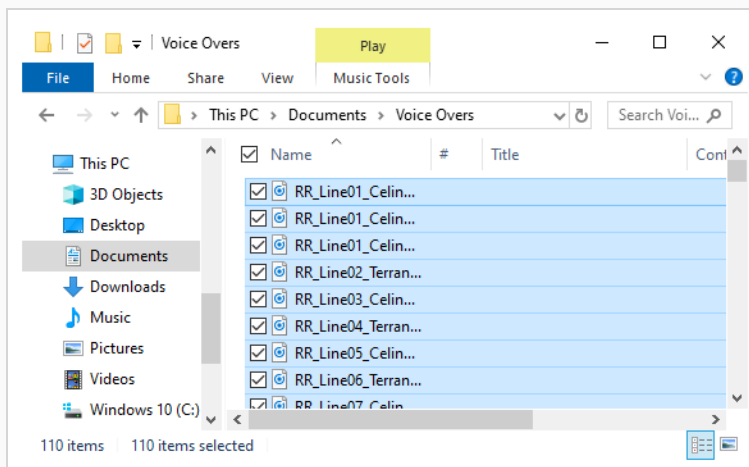 Voice Overs Play
File Home Share View Music Tools
This PC > Documents > Voice Overs Search Voi...
This PC Name # Title Cont
3D Objects RR_Line01_Celin...
Desktop RR_Line01_Celin...
Documents RR_Line01_Celin...
Downloads RR_Line02_Terran...
Music RR_Line03_Celin...
Pictures RR_Line04_Terran...
Videos RR_Line05_Celin...
Windows 10 (C:) RR_Line06_Terran...
RR_Line07_Celin
110 items 110 items selected